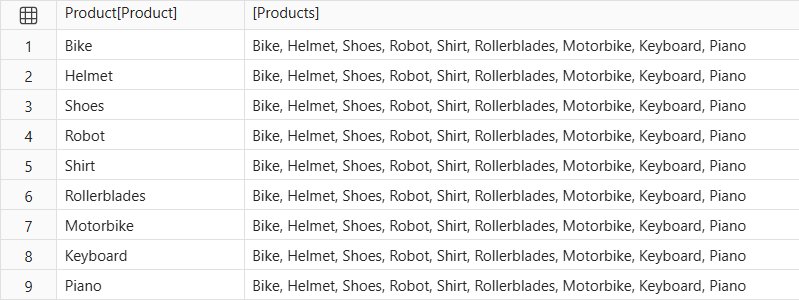 Product[Product] [Products]
1 Bike Bike, Helmet, Shoes, Robot, Shirt, Rollerblades, Motorbike, Keyboard, Piano
2 Helmet Bike, Helmet, Shoes, Robot, Shirt, Rollerblades, Motorbike, Keyboard, Piano
3 Shoes Bike, Helmet, Shoes, Robot, Shirt, Rollerblades, Motorbike, Keyboard, Piano
4 Robot Bike, Helmet, Shoes, Robot, Shirt, Rollerblades, Motorbike, Keyboard, Piano
5 Shirt Bike, Helmet, Shoes, Robot, Shirt, Rollerblades, Motorbike, Keyboard, Piano
6 Rollerblades Bike, Helmet, Shoes, Robot, Shirt, Rollerblades, Motorbike, Keyboard, Piano
7 Motorbike Bike, Helmet, Shoes, Robot, Shirt, Rollerblades, Motorbike, Keyboard, Piano
8 Keyboard Bike, Helmet, Shoes, Robot, Shirt, Rollerblades, Motorbike, Keyboard, Piano
9 Piano Bike, Helmet, Shoes, Robot, Shirt, Rollerblades, Motorbike, Keyboard, Piano